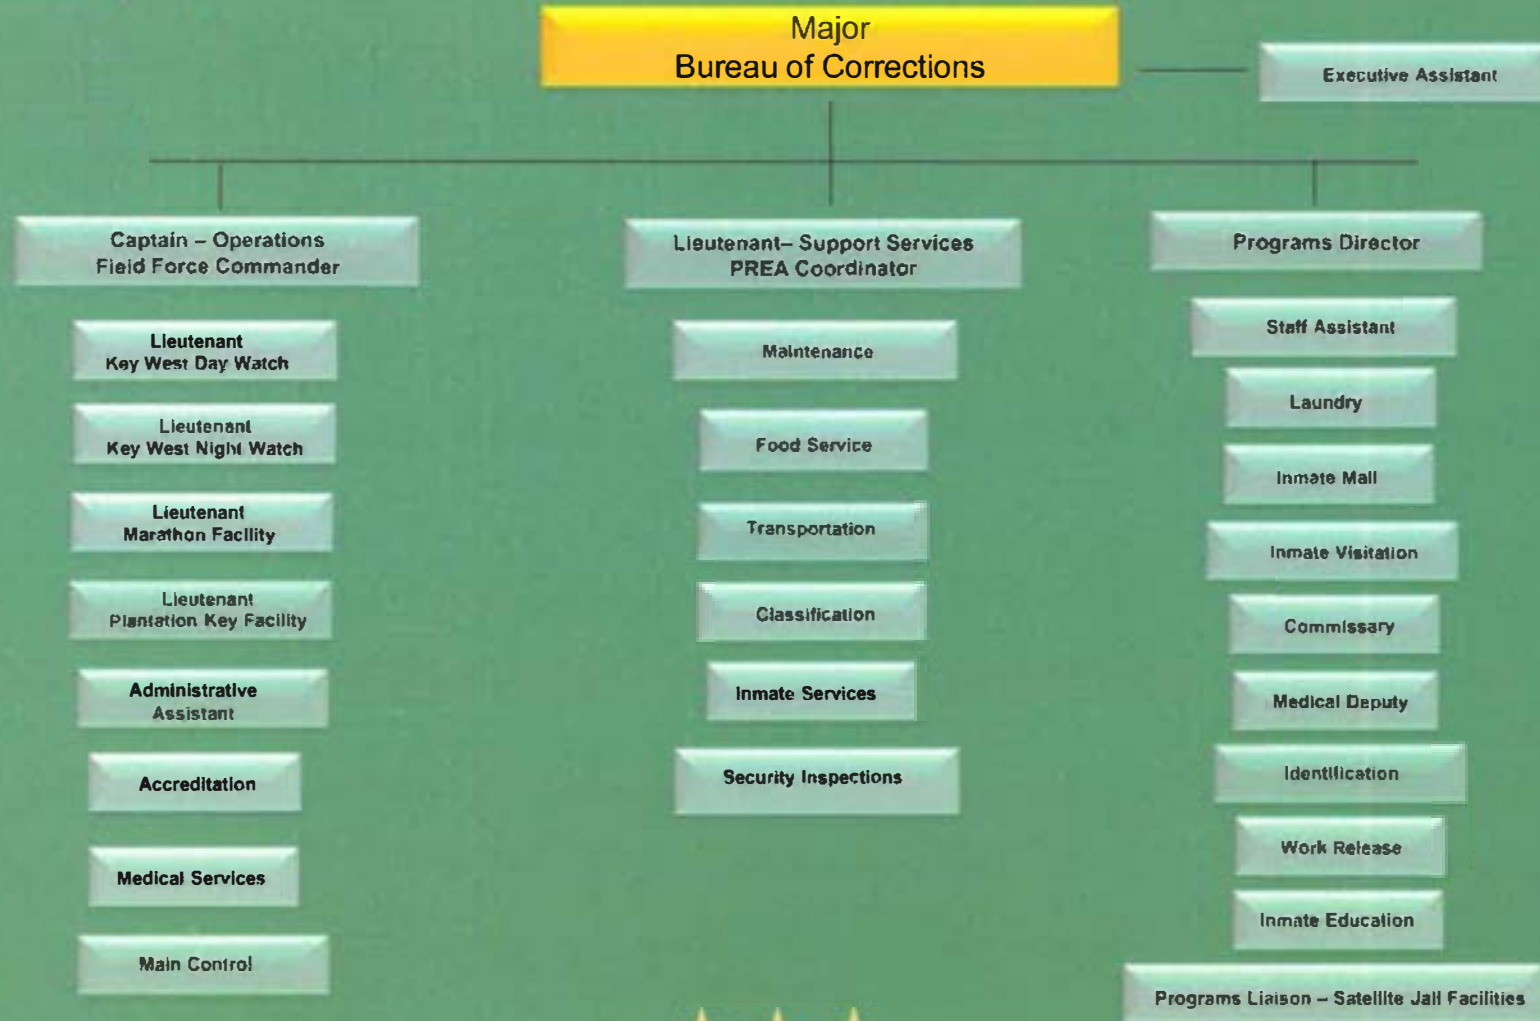 Major
Bureau of Corrections
Executive Assistant
Captain – Operations
Field Force Commander
Lieutenant
Key West Day Watch
Lieutenant
Key West Night Watch
Lieutenant
Marathon Facility
Lieutenant
Plantation Key Facility
Administrative
Assistant
Accreditation
Medical Services
Main Control
Lieutenant– Support Services
PREA Coordinator
Maintenance
Food Service
Transportation
Classification
Inmate Services
Security Inspections
Programs Director
Staff Assistant
Laundry
Inmate Mail
Inmate Visitation
Commissary
Medical Deputy
Identification
Work Release
Inmate Education
Programs Liaison – Satellite Jail Facilities